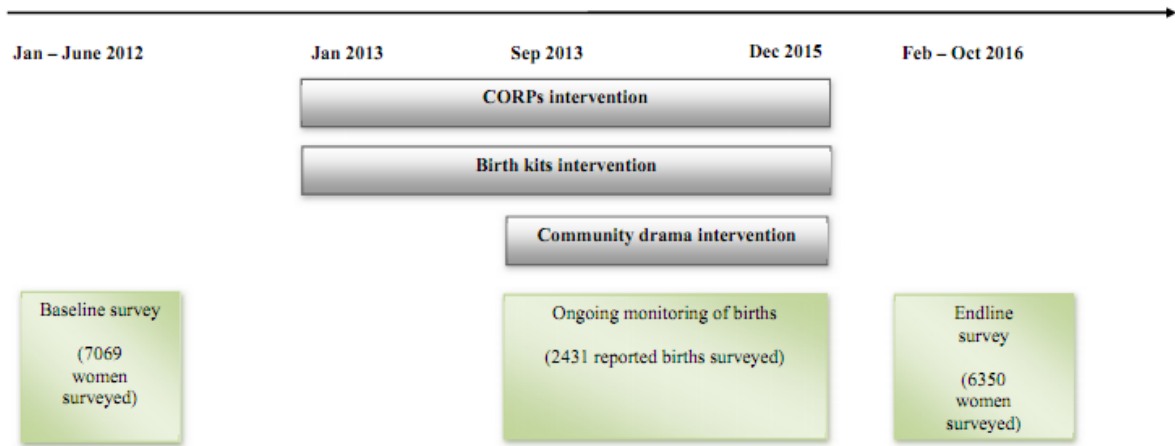 Jan – June 2012
Jan 2013
Sep 2013
Dec 2015
Feb – Oct 2016
CORPs intervention
Birth kits intervention
Community drama intervention
Baseline survey
(7069
women
surveyed)
Ongoing monitoring of births
(2431 reported births surveyed)
Endline
survey
(6350
women
surveyed)